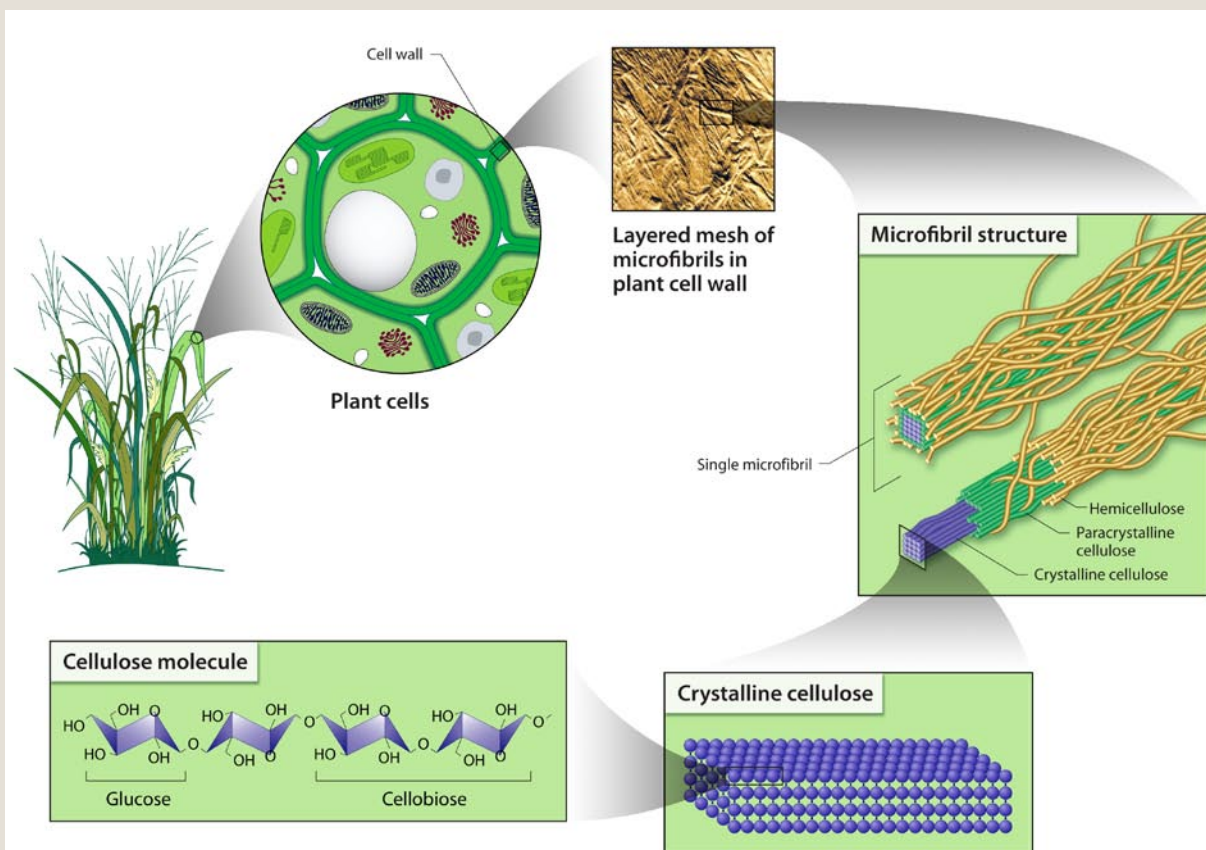 Cell wall
Plant cells
Layered mesh of
microfibrils in
plant cell wall
Microfibril structure
Single microfibril
Hemicellulose
Paracrystalline
cellulose
Crystalline cellulose
Cellulose molecule
HO OH O HO OH O OH O HO OH O
HO OH O OH O HO OH O OH O
Glucose
Cellobiose
Crystalline cellulose